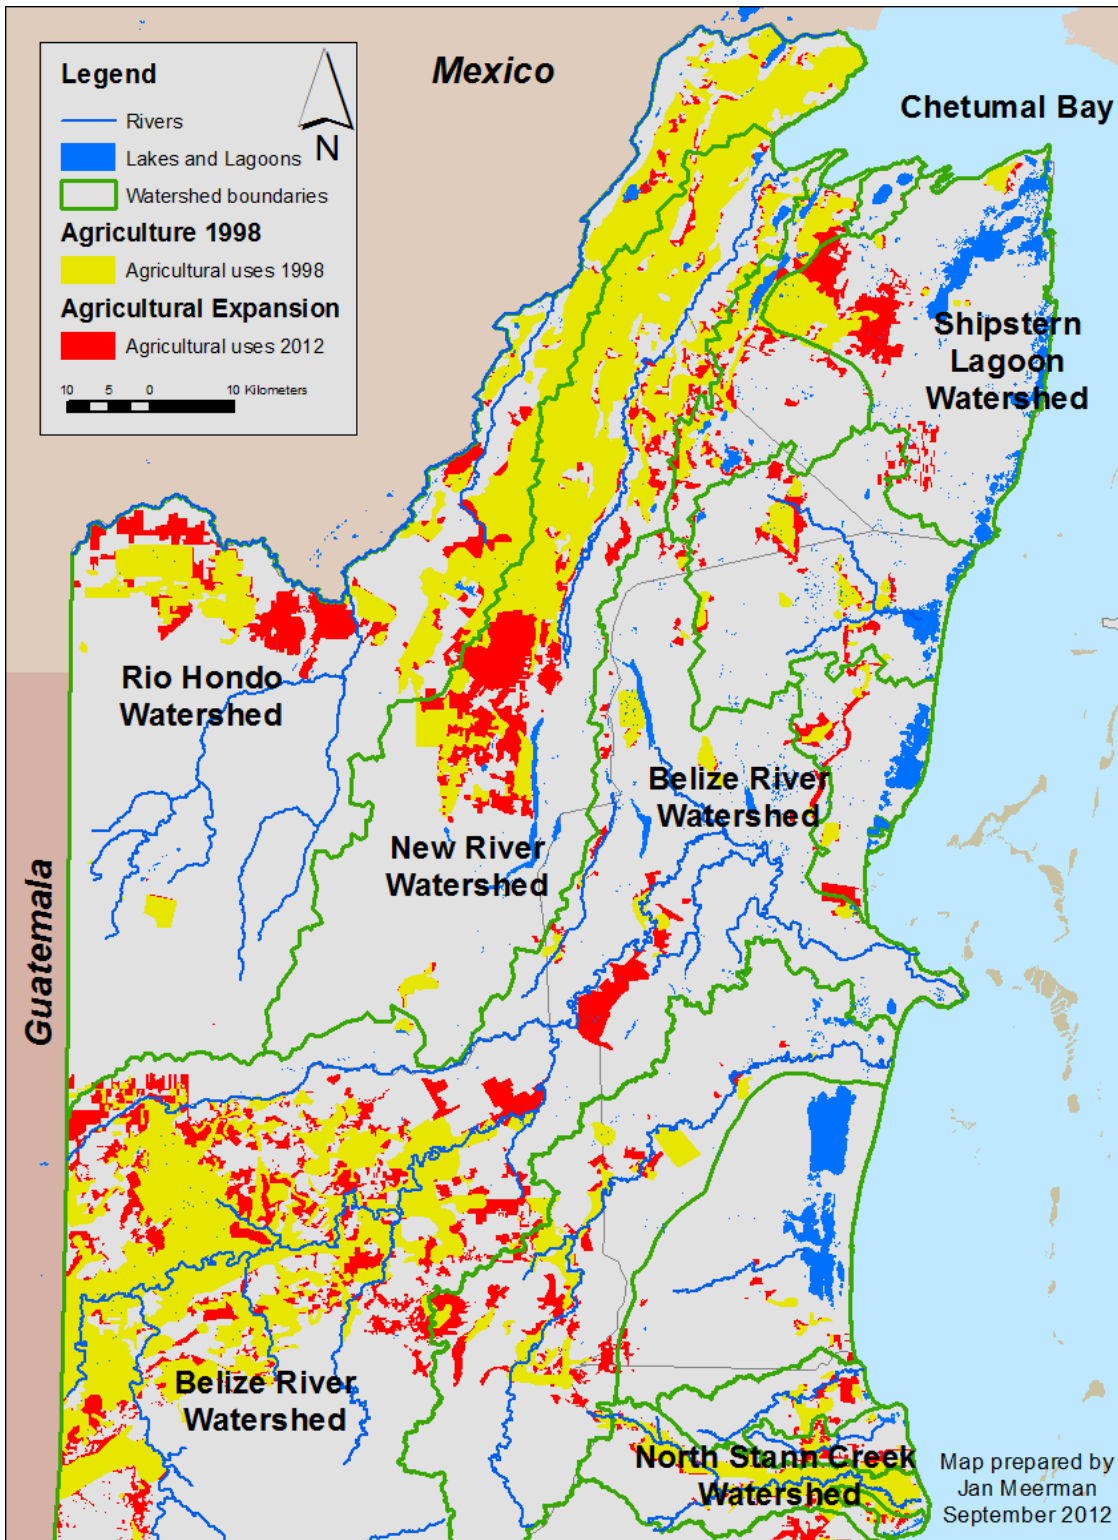 Legend
Rivers
Lakes and Lagoons
Watershed boundaries
Agriculture 1998
Agricultural uses 1998
Agricultural Expansion
Agricultural uses 2012
10 5 0 10 Kilometers
N
Mexico
Chetumal Bay
Shipstern
Lagoon
Watershed
Rio Hondo
Watershed
Belize River
Watershed
New River
Watershed
Guatemala
Belize River
Watershed
North Stann Creek
Watershed
Map prepared by
Jan Meerman
September 2012